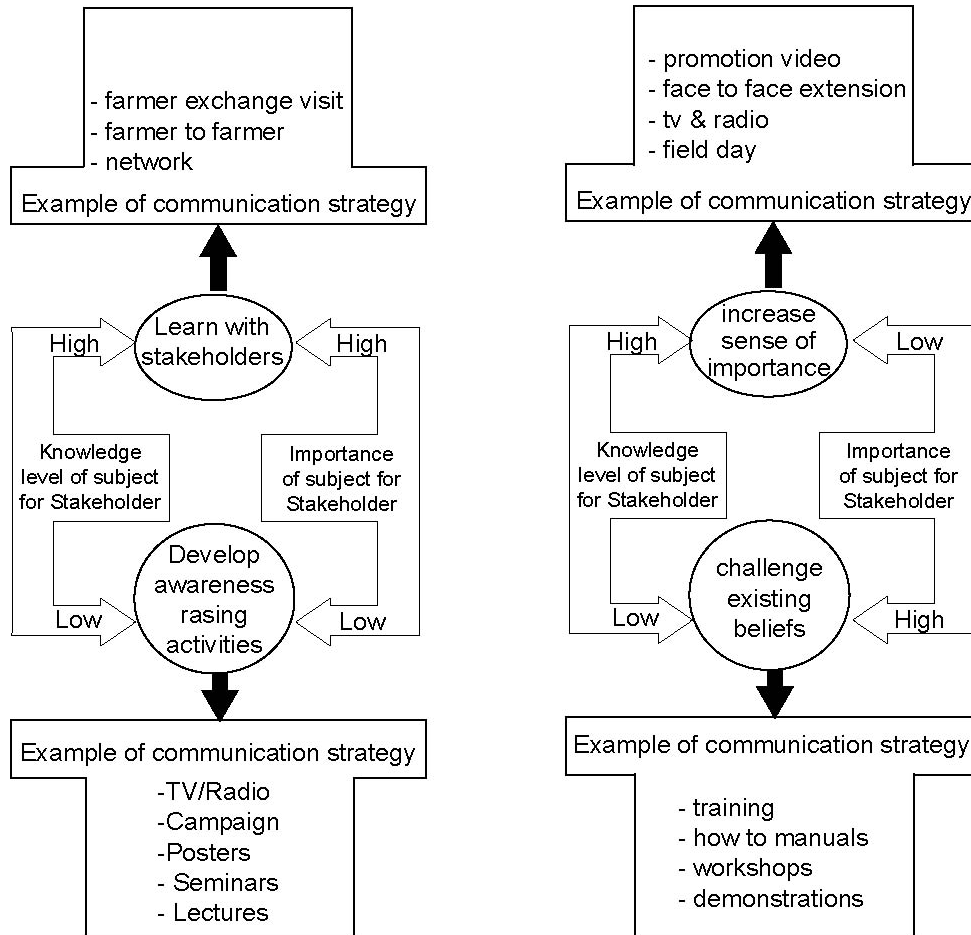 - farmer exchange visit
- farmer to farmer
- network
Example of communication strategy
High
Learn with
stakeholders
High
Knowledge
level of subject
for Stakeholder
Importance
of subject for
Stakeholder
Low
Develop
awareness
rasing
activities
Low
Example of communication strategy
-TV/Radio
-Campaign
-Posters
- Seminars
- Lectures
- promotion video
- face to face extension
- tv & radio
- field day
Example of communication strategy
High
increase
sense of
importance
Low
Knowledge
level of subject
for Stakeholder
Importance
of subject for
Stakeholder
Low
challenge
existing
beliefs
High
Example of communication strategy
- training
- how to manuals
- workshops
- demonstrations